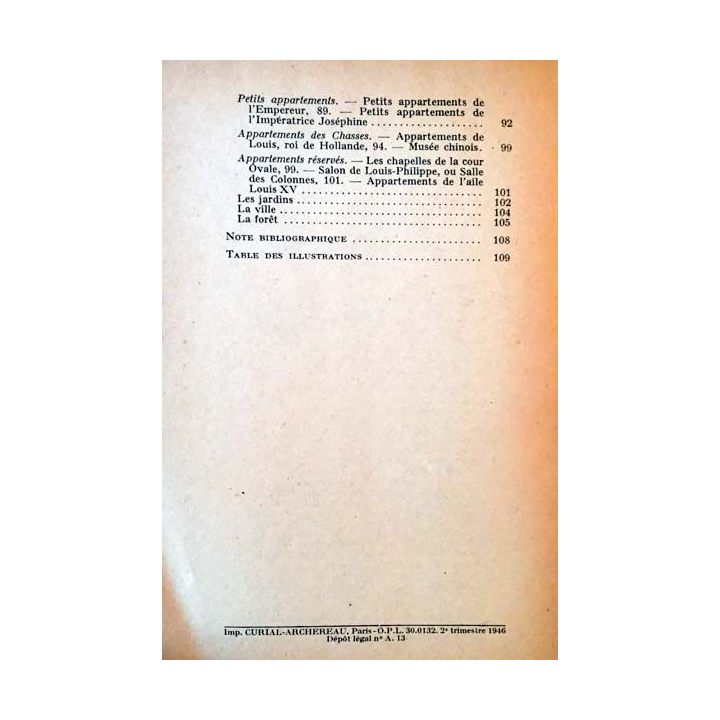 Petits appartements. — Petits appartements de
l'Empereur, 89. — Petits appartements de
l'Impératrice Joséphine .................... 92
Appartements des Chasses. — Appartements de
Louis, roi de Hollande, 94. — Musée chinois. 99
Appartements réservés. — Les chapelles de la cour
Ovale, 99. — Salon de Louis-Philippe, ou Salle
des Colonnes, 101. — Appartements de l'aile
Louis XV ................................ 101
Les jardins ................................ 102
La ville ................................... 104
La forêt ................................... 105
NOTE BIBLIOGRAPHIQUE ....................... 108
TABLE DES ILLUSTRATIONS .................... 109
Imp. CURIAL-ARCHEREAU, Paris - O.P.L. 30.0132. 2e trimestre 1946
Dépôt légal n° A. 13